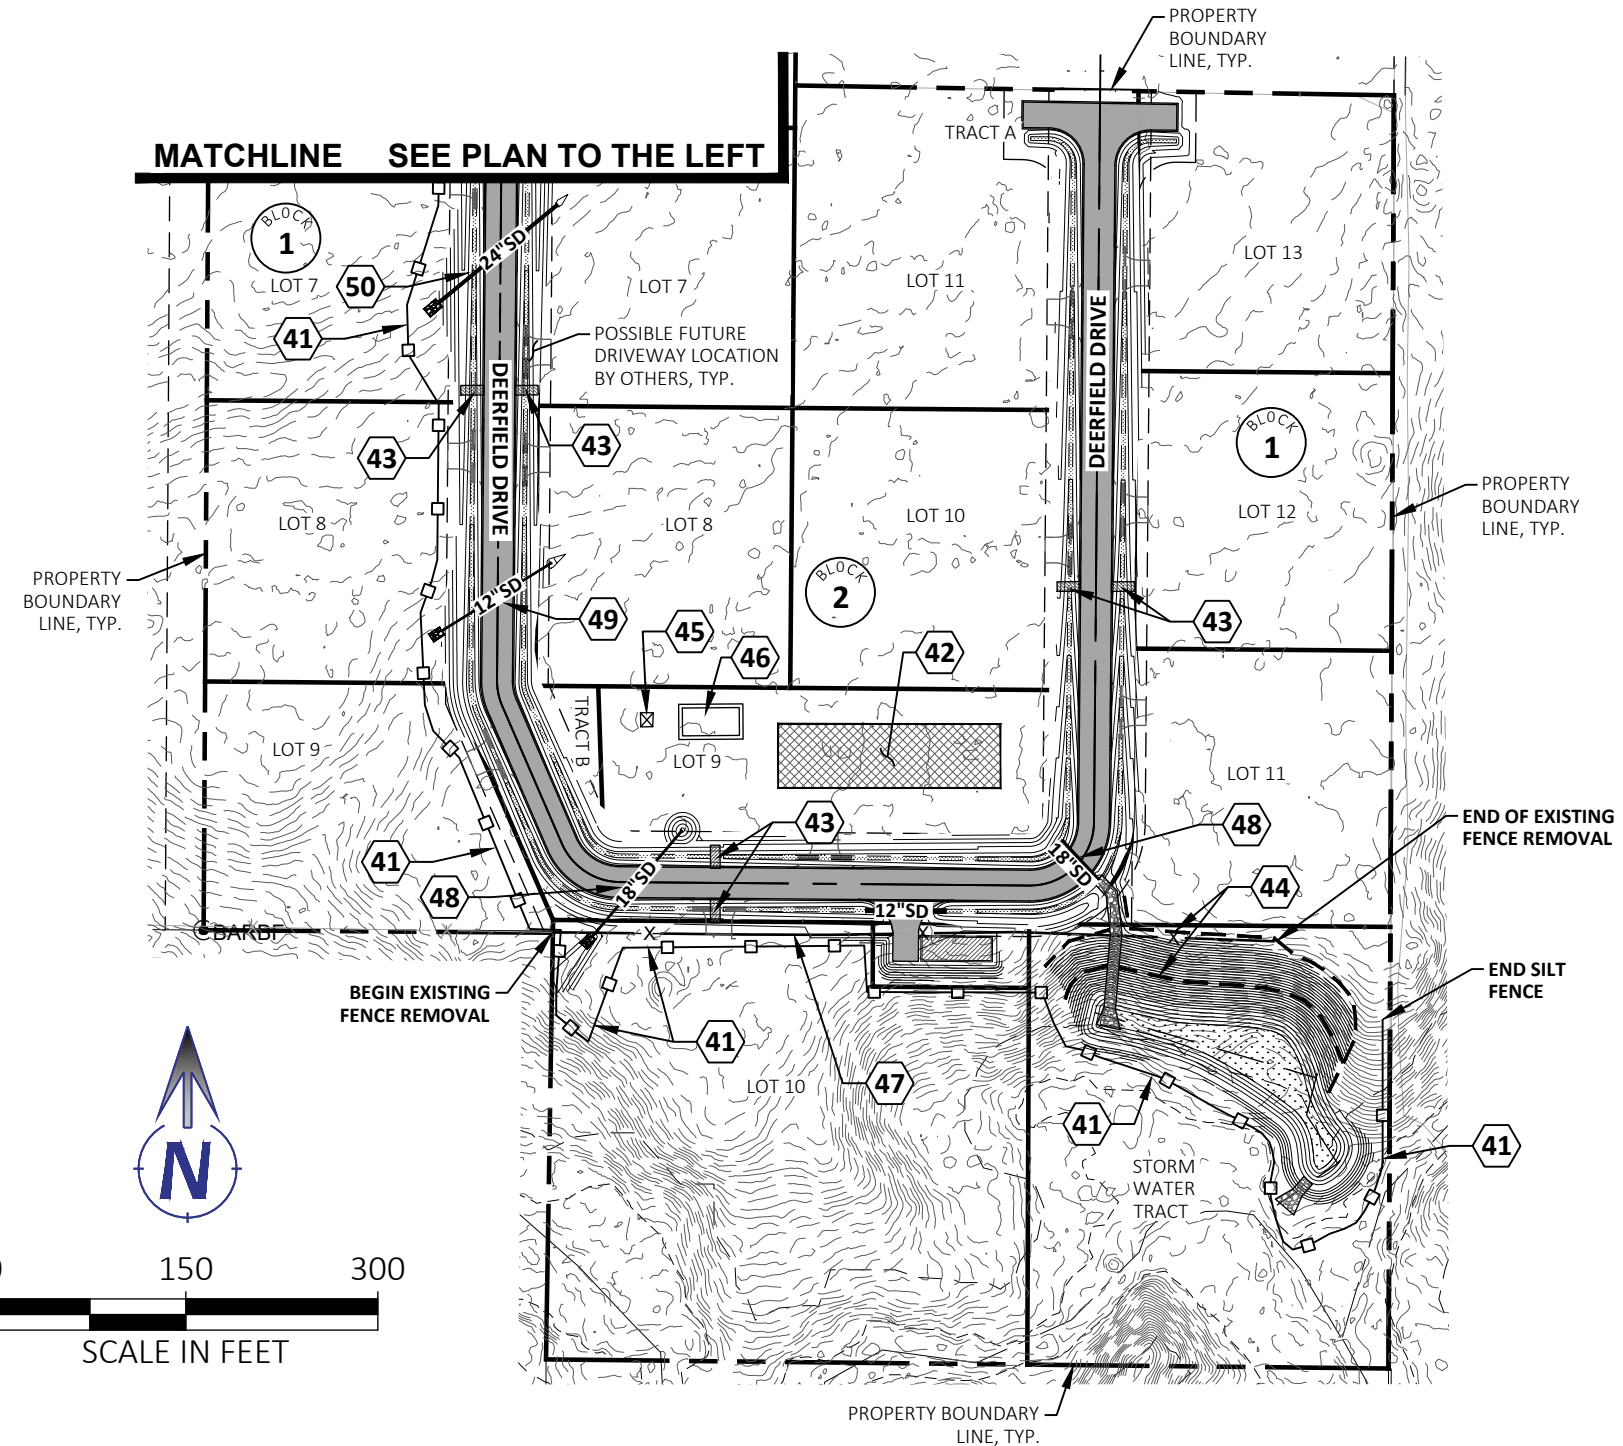 PROPERTY
BOUNDARY
LINE, TYP.
TRACT A
MATCHLINE SEE PLAN TO THE LEFT
BLOCK
1
LOT 7
50
24"SD
41
LOT 7
LOT 11
LOT 13
POSSIBLE FUTURE
DRIVEWAY LOCATION
BY OTHERS, TYP.
DEERFIELD DRIVE
DEERFIELD DRIVE
43
43
BLOCK
1
LOT 8
LOT 8
LOT 10
LOT 12
PROPERTY
BOUNDARY
LINE, TYP.
PROPERTY
BOUNDARY
LINE, TYP.
12"SD
49
BLOCK
2
45
46
42
43
TRACT B
LOT 9
LOT 9
LOT 11
43
48
END OF EXISTING
FENCE REMOVAL
41
48
18"SD
18"SD
12"SD
44
BARBF
X
X
BEGIN EXISTING
FENCE REMOVAL
END SILT
FENCE
41
47
LOT 10
41
41
STORM
WATER
TRACT
N
150
300
SCALE IN FEET
PROPERTY BOUNDARY
LINE, TYP.